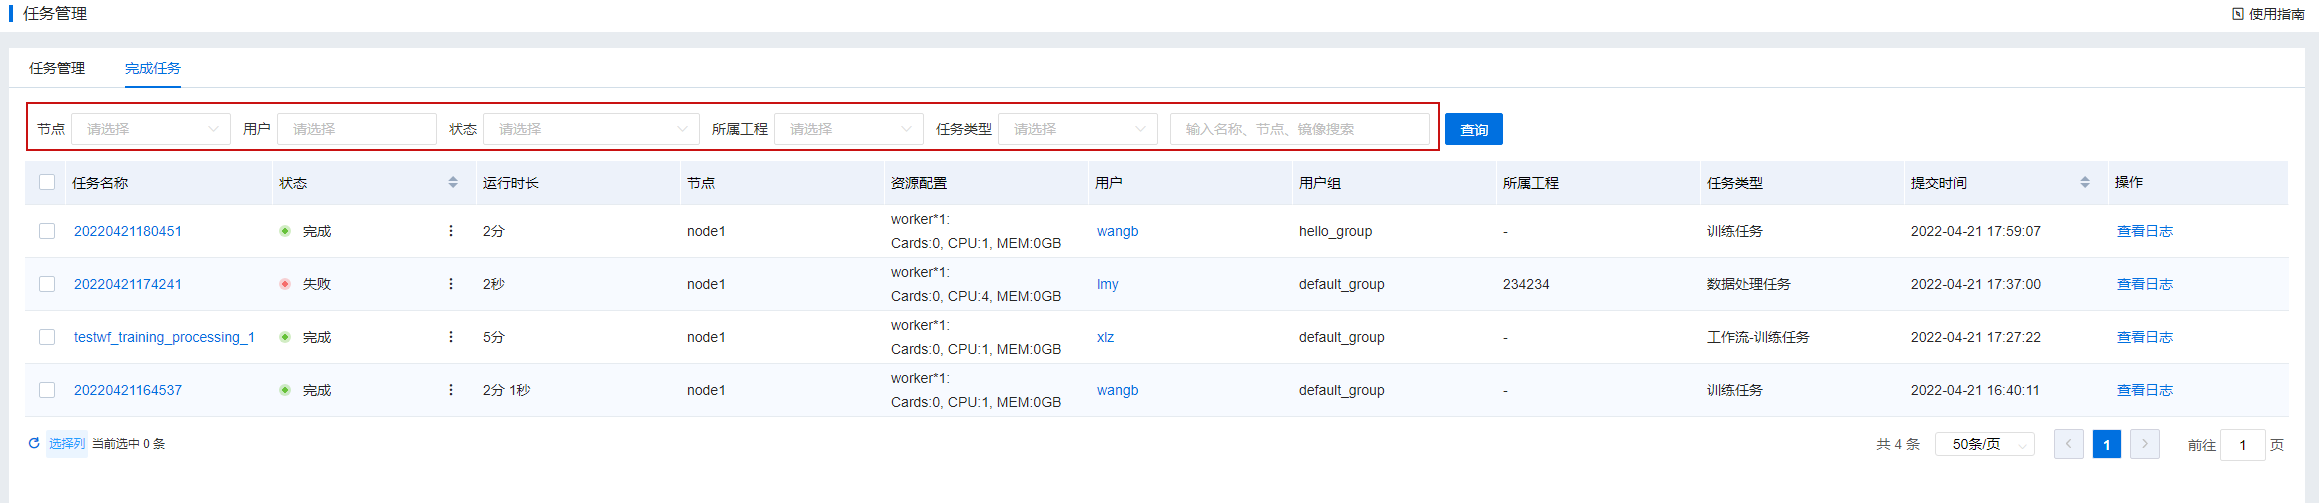 任务管理
使用指南
任务管理 完成任务
节点 请选择 用户 请选择 状态 请选择 所属工程 请选择 任务类型 请选择 输入名称、节点、镜像搜索 查询
任务名称 状态 运行时长 节点 资源配置 用户 用户组 所属工程 任务类型 提交时间 操作
20220421180451 完成 2分 node1 worker*1: Cards:0, CPU:1, MEM:0GB wangb hello_group - 训练任务 2022-04-21 17:59:07 查看日志
20220421174241 失败 2秒 node1 worker*1: Cards:0, CPU:4, MEM:0GB lmy default_group 234234 数据处理任务 2022-04-21 17:37:00 查看日志
testwf_training_processing_1 完成 5分 node1 worker*1: Cards:0, CPU:1, MEM:0GB xlz default_group - 工作流-训练任务 2022-04-21 17:27:22 查看日志
20220421164537 完成 2分 1秒 node1 worker*1: Cards:0, CPU:1, MEM:0GB wangb default_group - 训练任务 2022-04-21 16:40:11 查看日志
选择列 当前选中 0 条 共 4 条 50条/页 1 前往 1 页